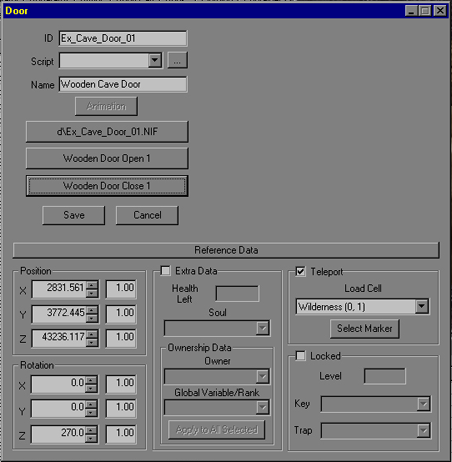 Door
ID Ex_Cave_Door_01
Script ...
Name Wooden Cave Door
Animation
d\Ex_Cave_Door_01.NIF
Wooden Door Open 1
Wooden Door Close 1
Save Cancel
Reference Data
Position
X 2831.561 1.00
Y 3772.445 1.00
Z 43236.117 1.00
Rotation
X 0.0 1.00
Y 0.0 1.00
Z 270.0 1.00
Extra Data
Health
Left
Soul
Ownership Data
Owner
Global Variable/Rank
Apply to All Selected
Teleport
Load Cell
Wilderness (0, 1)
Select Marker
Locked
Level
Key
Trap